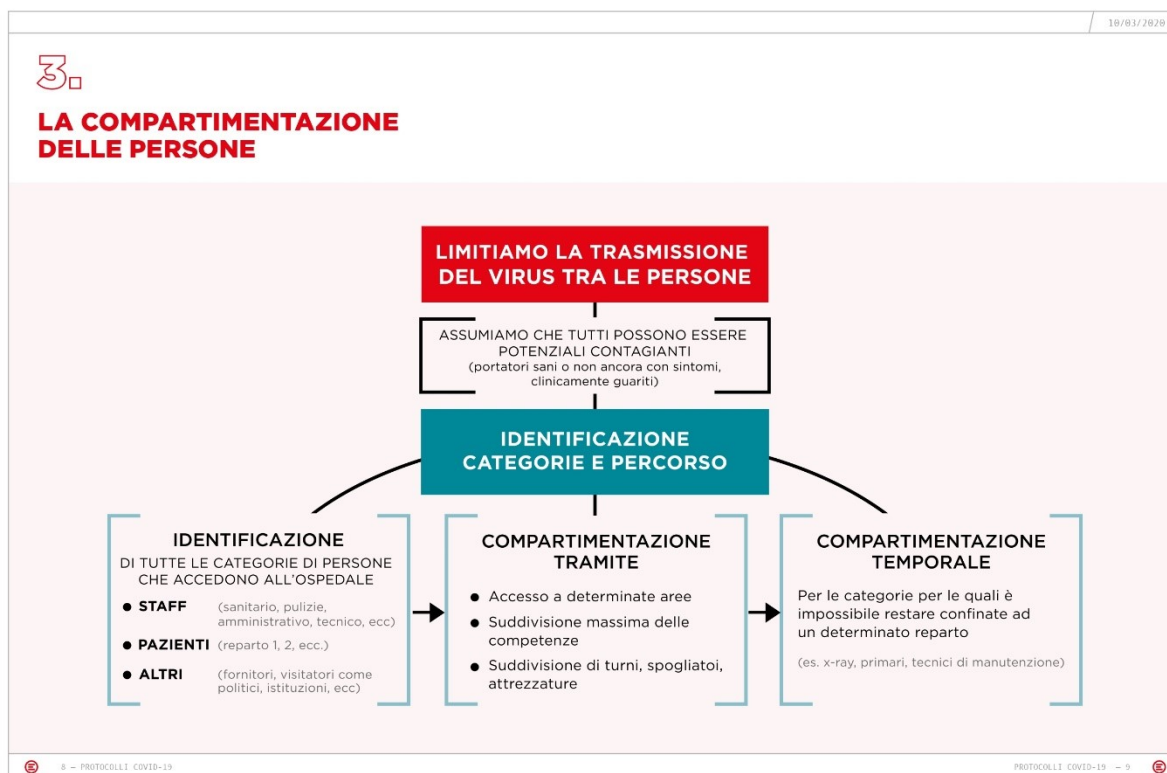 10/03/2020
3.
LA COMPARTIMENTAZIONE
DELLE PERSONE
LIMITIAMO LA TRASMISSIONE
DEL VIRUS TRA LE PERSONE
ASSUMIAMO CHE TUTTI POSSONO ESSERE
POTENZIALI CONTAGIANTI
(portatori sani o non ancora con sintomi,
clinicamente guariti)
IDENTIFICAZIONE
CATEGORIE E PERCORSO
IDENTIFICAZIONE
DI TUTTE LE CATEGORIE DI PERSONE
CHE ACCEDONO ALL'OSPEDALE
● STAFF (sanitario, pulizie,
amministrativo, tecnico, ecc)
● PAZIENTI (reparto 1, 2, ecc.)
● ALTRI (fornitori, visitatori come
politici, istituzioni, ecc)
COMPARTIMENTAZIONE
TRAMITE
● Accesso a determinate aree
● Suddivisione massima delle
competenze
● Suddivisione di turni, spogliatoi,
attrezzature
COMPARTIMENTAZIONE
TEMPORALE
Per le categorie per le quali è
impossibile restare confinate ad
un determinato reparto
(es. x-ray, primari, tecnici di manutenzione)
E 8 — PROTOCOLLI COVID-19
PROTOCOLLI COVID-19 — 9 E